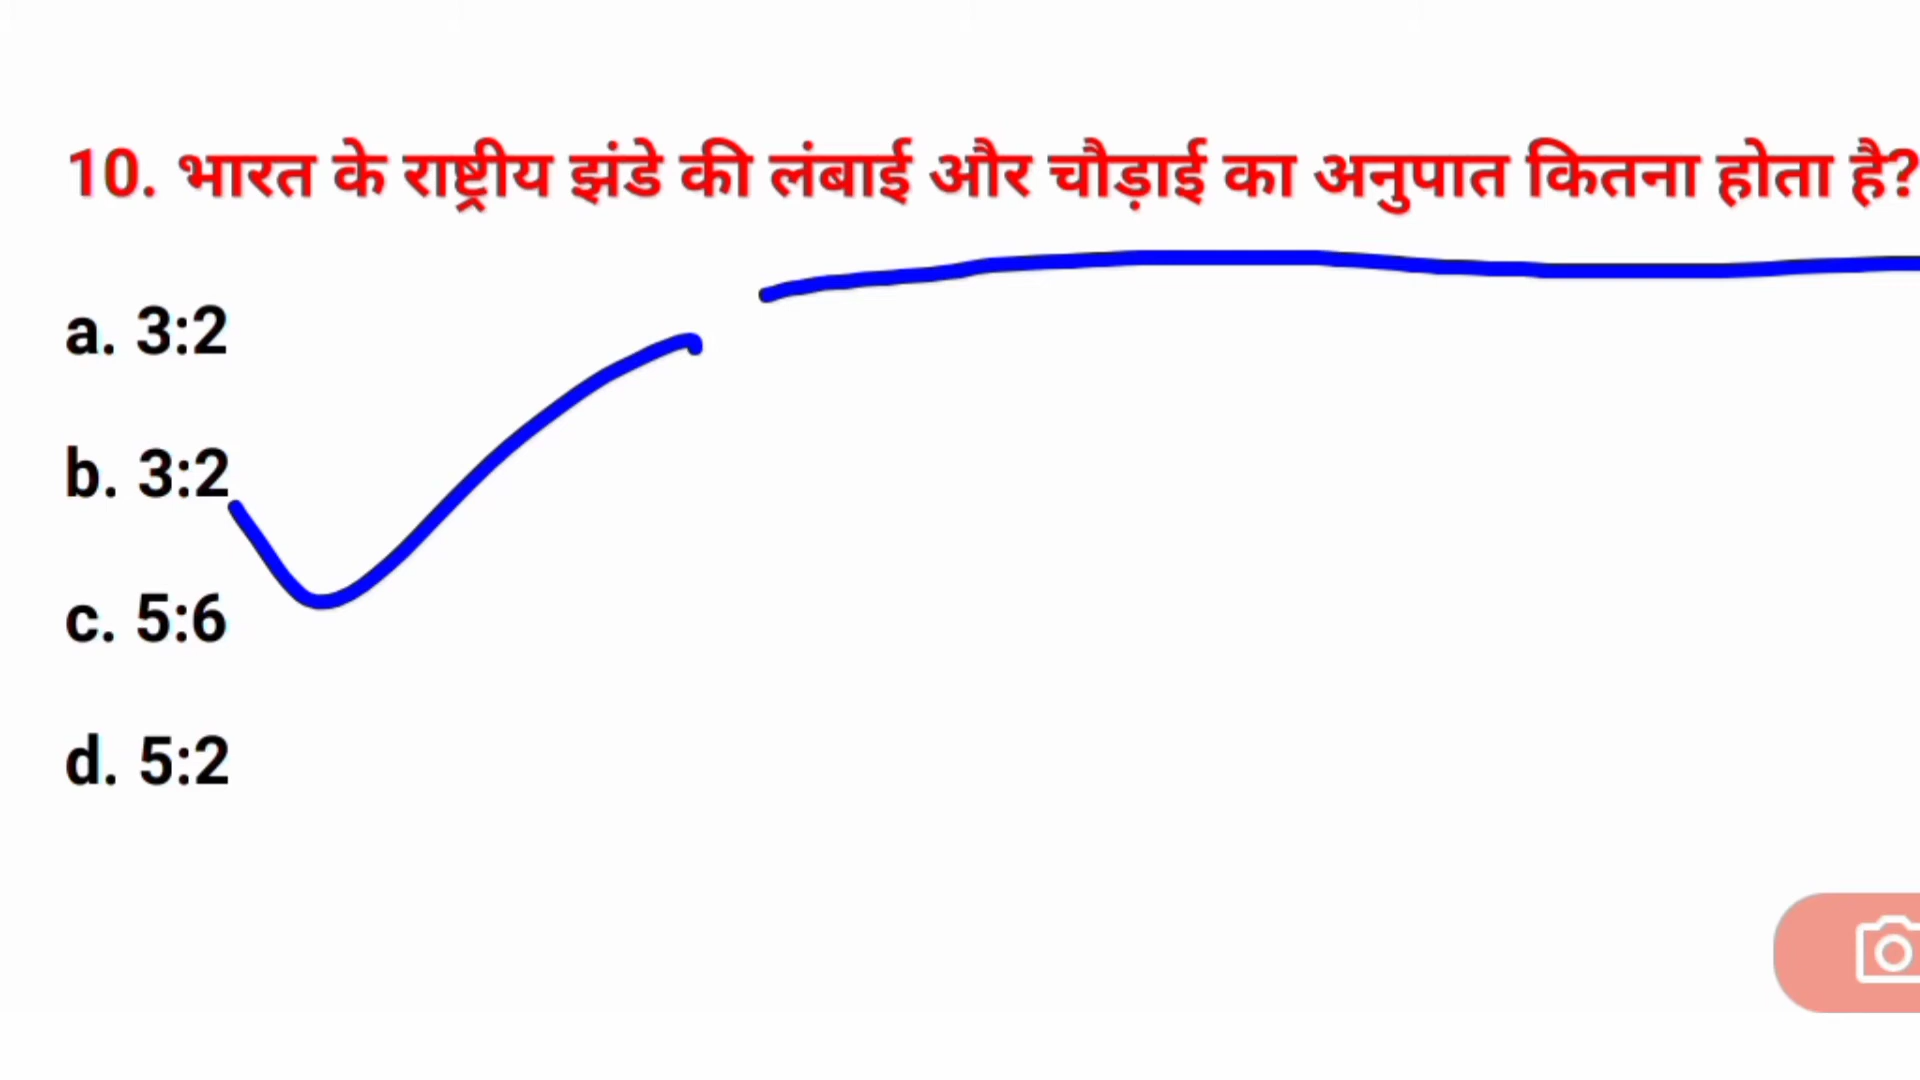 10. भारत के राष्ट्रीय झंडे की लंबाई और चौड़ाई का अनुपात कितना होता है?
a. 3:2
b. 3:2
c. 5:6
d. 5:2